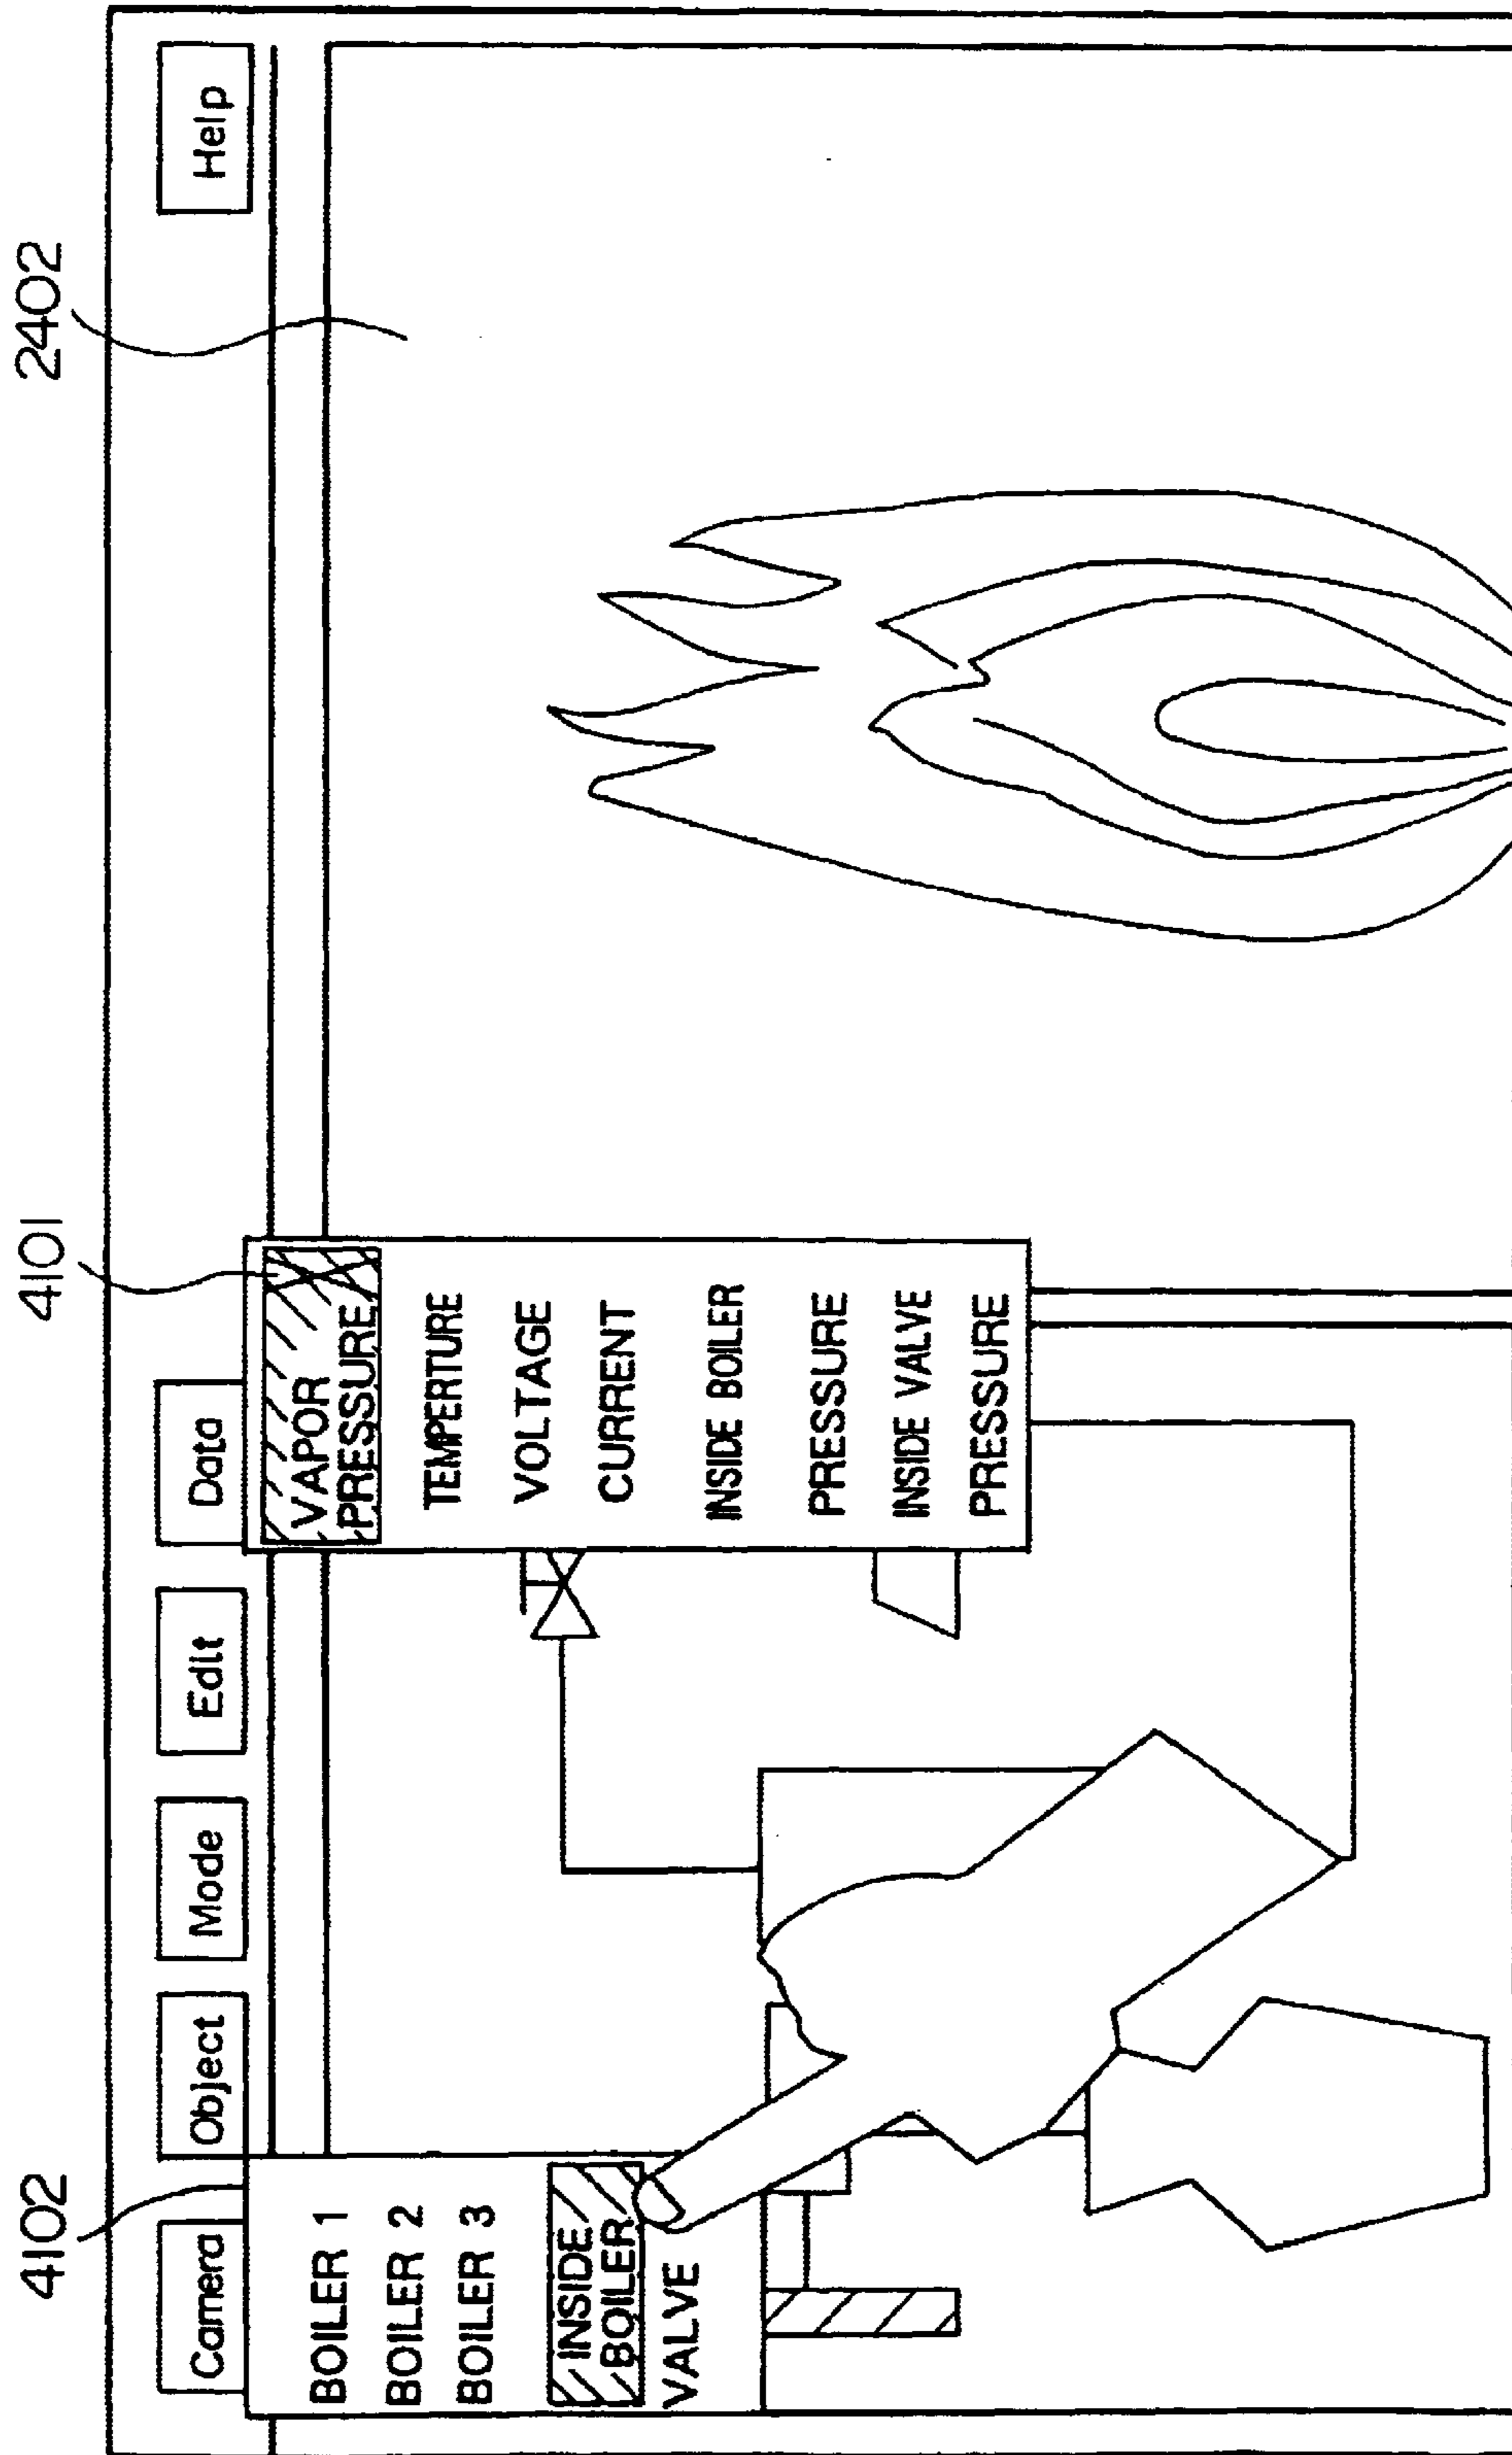 4102
4101
2402
Camera
Object
Mode
Edit
Data
Help
BOILER 1
BOILER 2
BOILER 3
INSIDE
BOILER
VALVE
VAPOR
PRESSURE
TEMPERTURE
VOLTAGE
CURRENT
INSIDE BOILER
PRESSURE
INSIDE VALVE
PRESSURE